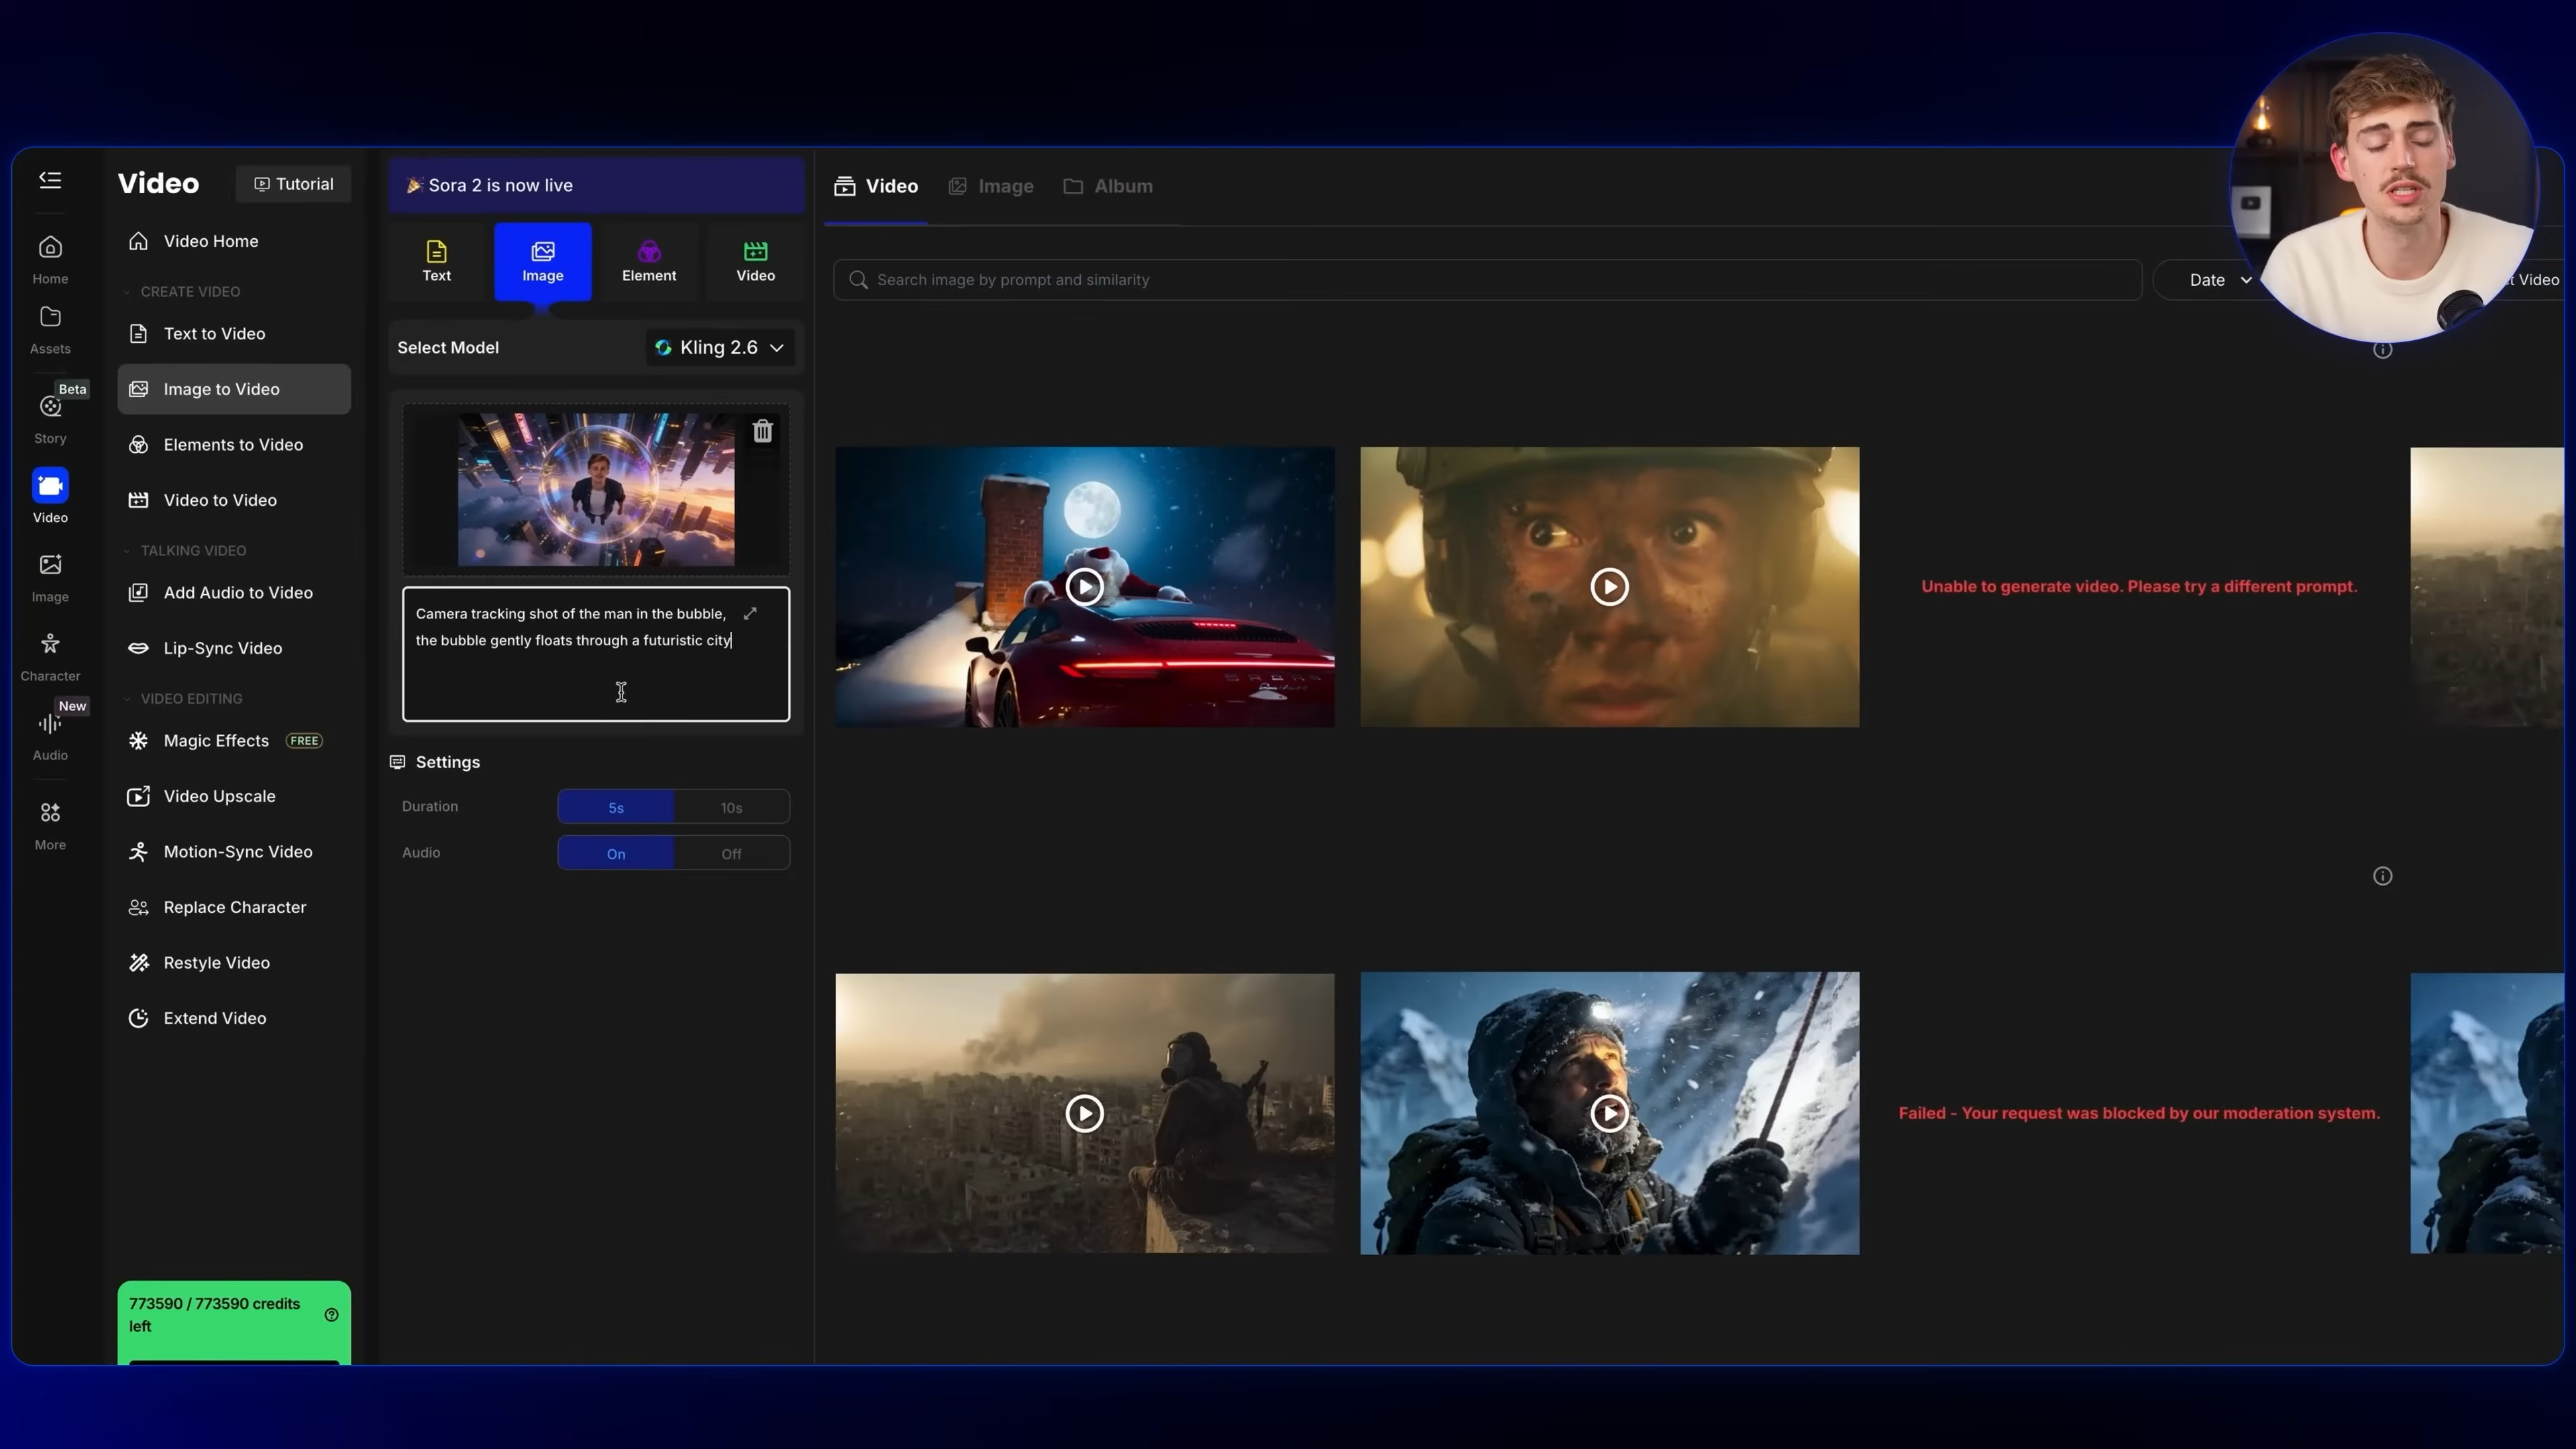 Video
Tutorial
Video Home
CREATE VIDEO
Text to Video
Image to Video
Elements to Video
Video to Video
TALKING VIDEO
Add Audio to Video
Lip-Sync Video
VIDEO EDITING
Magic Effects FREE
Video Upscale
Motion-Sync Video
Replace Character
Restyle Video
Extend Video
773590 / 773590 credits
left
Home
Assets
Beta
Story
Video
Image
Character
New
Audio
More
Sora 2 is now live
Text
Image
Element
Video
Select Model
Kling 2.6
Camera tracking shot of the man in the bubble,
the bubble gently floats through a futuristic city
Settings
Duration
5s
10s
Audio
On
Off
Video
Image
Album
Search image by prompt and similarity
Date
t Video
Unable to generate video. Please try a different prompt.
Failed - Your request was blocked by our moderation system.